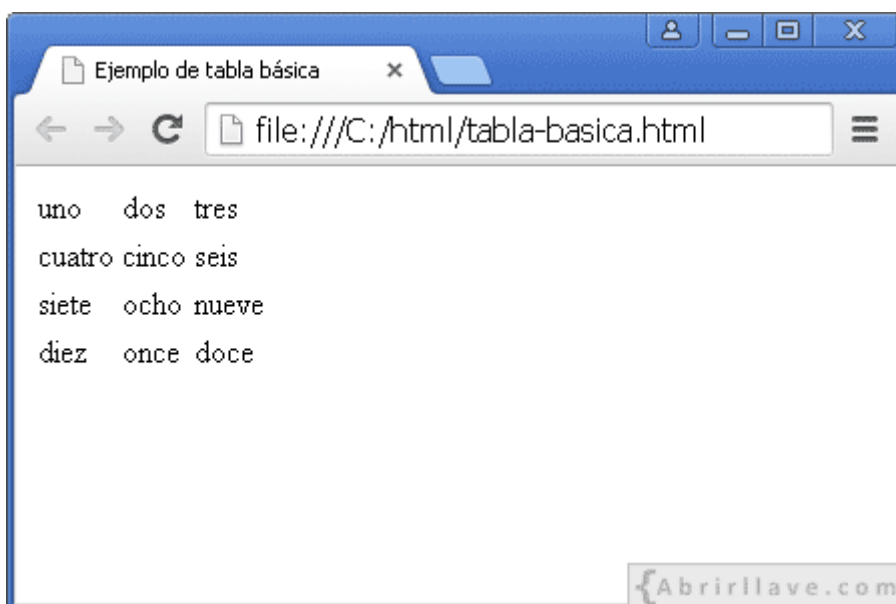 Ejemplo de tabla básica
file:///C:/html/tabla-basica.html
uno dos tres
cuatro cinco seis
siete ocho nueve
diez once doce
{Abrirllave.com